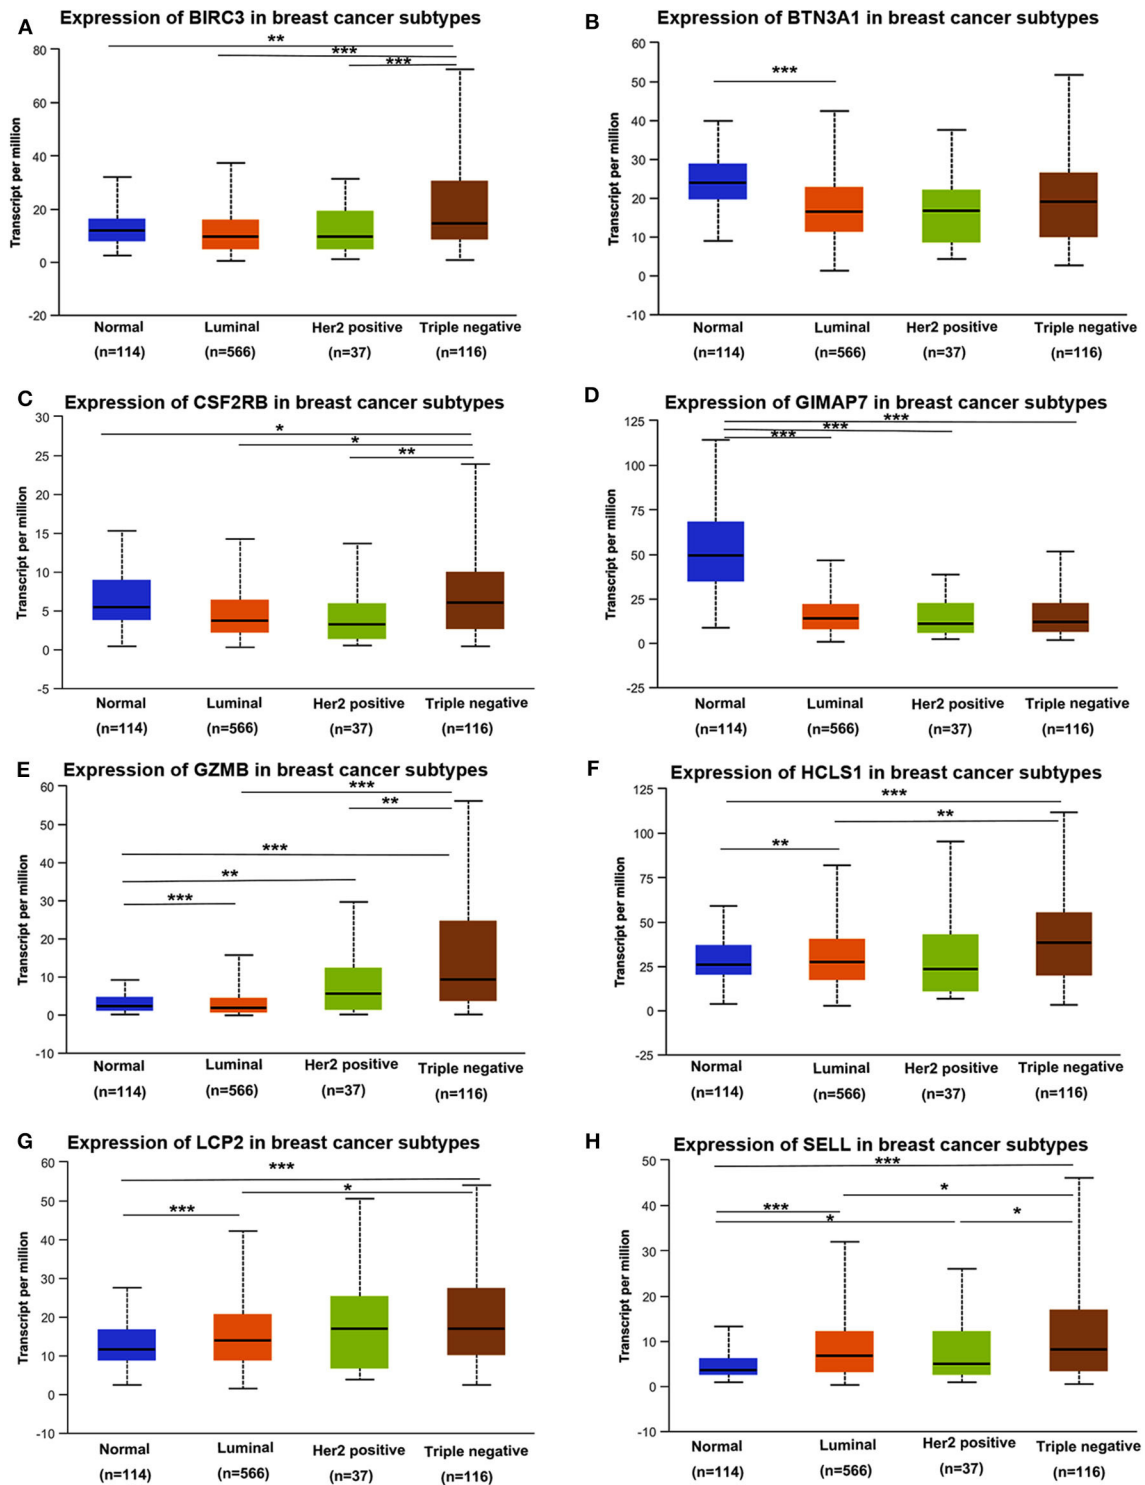 A
Expression of BIRC3 in breast cancer subtypes
**
***
***
80
60
40
20
0
-20
Transcript per million
Normal Luminal Her2 positive Triple negative
(n=114) (n=566) (n=37) (n=116)
B
Expression of BTN3A1 in breast cancer subtypes
***
60
50
40
30
20
10
0
-10
Transcript per million
Normal Luminal Her2 positive Triple negative
(n=114) (n=566) (n=37) (n=116)
C
Expression of CSF2RB in breast cancer subtypes
*
*
**
30
25
20
15
10
5
0
-5
Transcript per million
Normal Luminal Her2 positive Triple negative
(n=114) (n=566) (n=37) (n=116)
D
Expression of GIMAP7 in breast cancer subtypes
***
***
***
125
100
75
50
25
0
-25
Transcript per million
Normal Luminal Her2 positive Triple negative
(n=114) (n=566) (n=37) (n=116)
E
Expression of GZMB in breast cancer subtypes
***
**
***
**
***
60
50
40
30
20
10
0
-10
Transcript per million
Normal Luminal Her2 positive Triple negative
(n=114) (n=566) (n=37) (n=116)
F
Expression of HCLS1 in breast cancer subtypes
***
**
**
125
100
75
50
25
0
-25
Transcript per million
Normal Luminal Her2 positive Triple negative
(n=114) (n=566) (n=37) (n=116)
G
Expression of LCP2 in breast cancer subtypes
***
*
***
60
50
40
30
20
10
0
-10
Transcript per million
Normal Luminal Her2 positive Triple negative
(n=114) (n=566) (n=37) (n=116)
H
Expression of SELL in breast cancer subtypes
***
*
***
*
*
50
40
30
20
10
0
-10
Transcript per million
Normal Luminal Her2 positive Triple negative
(n=114) (n=566) (n=37) (n=116)